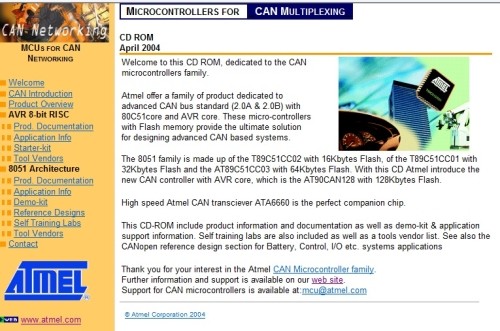 CAN Networking
MCUS FOR CAN
NETWORKING
Welcome
CAN Introduction
Product Overview
AVR 8-bit RISC
Prod. Documentation
Application Info
Starter-kit
Tool Vendors
8051 Architecture
Prod. Documentation
Application Info
Demo-kit
Reference Designs
Self Training Labs
Tool Vendors
Contact
ATMEL
WEB www.atmel.com
MICROCONTROLLERS FOR CAN MULTIPLEXING
CD ROM
April 2004
Welcome to this CD ROM, dedicated to the CAN
microcontrollers family.
Atmel offer a family of product dedicated to
advanced CAN bus standard (2.0A & 2.0B) with
80C51core and AVR core. These micro-controllers
with Flash memory provide the ultimate solution
for designing advanced CAN based systems.
The 8051 family is made up of the T89C51CC02 with 16Kbytes Flash, of the T89C51CC01 with
32Kbytes Flash and the AT89C51CC03 with 64Kbytes Flash. With this CD Atmel introduce the
new CAN controller with AVR core, which is the AT90CAN128 with 128Kbytes Flash.
High speed Atmel CAN transciever ATA6660 is the perfect companion chip.
This CD-ROM include product information and documentation as well as demo-kit & application
support information. Self training labs are also included as well as a tools vendor list. See also the
CANopen reference design section for Battery, Control, I/O etc. systems applications
Thank you for your interest in the Atmel CAN Microcontroller family.
Further information and support is available on our web site.
Support for CAN microcontrollers is available at:mcu@atmel.com
© Atmel Corporation 2004